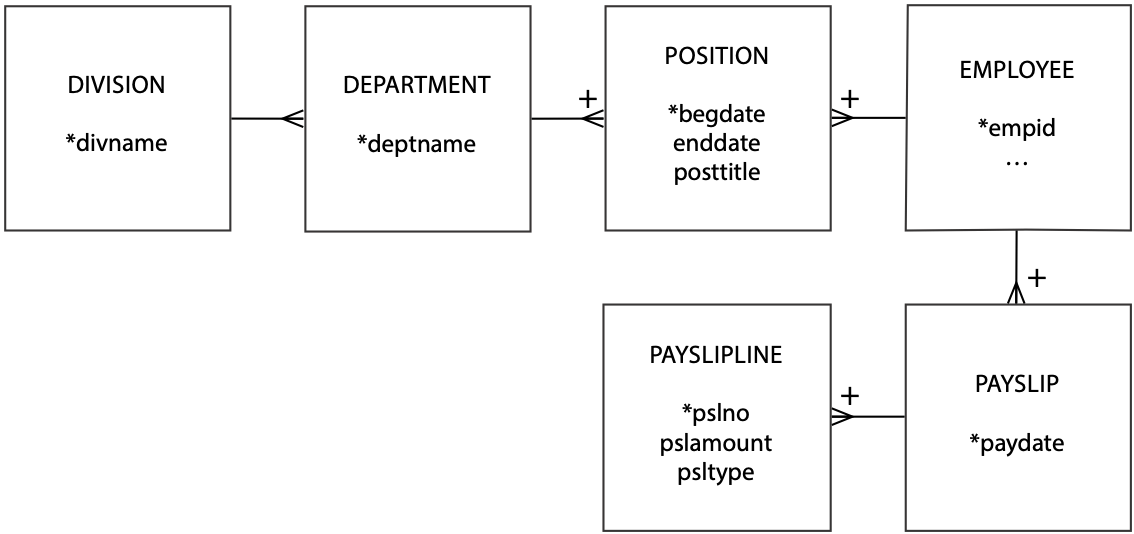 DIVISION
*divname
DEPARTMENT
*deptname
+
POSITION
*begdate
enddate
posttitle
+
EMPLOYEE
*empid
...
+
PAYSLIPLINE
*pslno
pslamount
psltype
+
PAYSLIP
*paydate